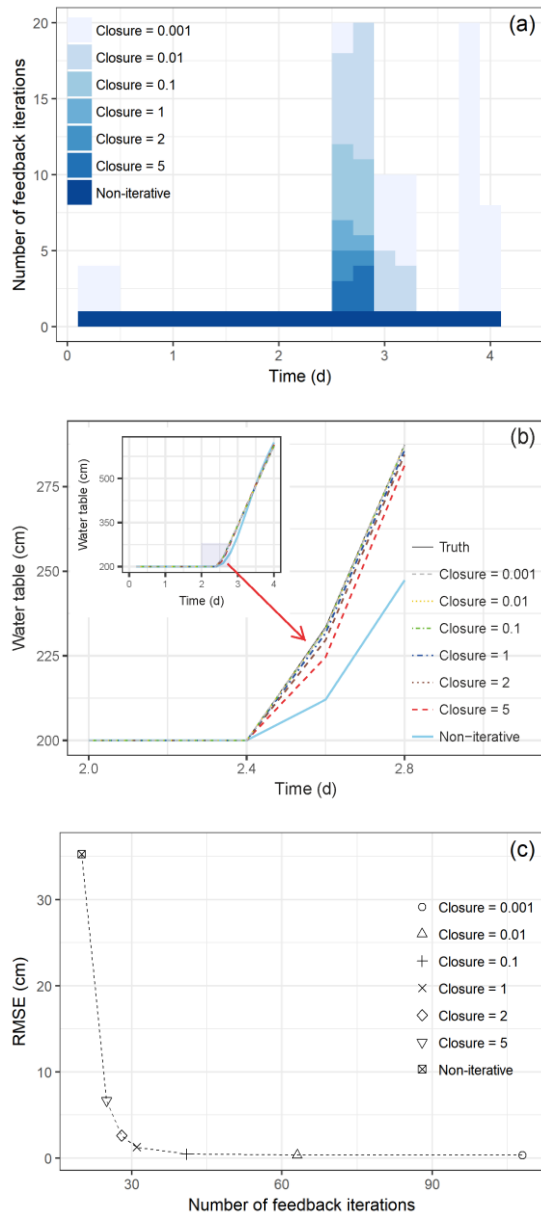 (a)
Number of feedback iterations
20
15
10
5
0
Closure = 0.001
Closure = 0.01
Closure = 0.1
Closure = 1
Closure = 2
Closure = 5
Non-iterative
0
1
2
3
4
Time (d)
(b)
Water table (cm)
275
250
225
200
Water table (cm)
500
350
200
0
1
2
3
4
Time (d)
Truth
Closure = 0.001
Closure = 0.01
Closure = 0.1
Closure = 1
Closure = 2
Closure = 5
Non−iterative
2.0
2.4
2.8
Time (d)
(c)
RMSE (cm)
30
20
10
0
Closure = 0.001
Closure = 0.01
Closure = 0.1
Closure = 1
Closure = 2
Closure = 5
Non-iterative
30
60
90
Number of feedback iterations